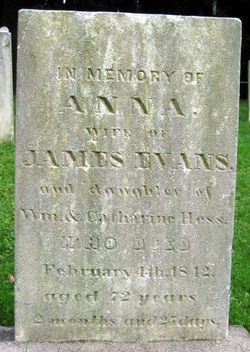 IN MEMORY OF
ANNA.
WIFE OF
JAMES EVANS.
and daughter of
Wm. & Catharine Hess.
WHO DIED
February 4th. 1842.
aged 72 years
2 months and 25 days.